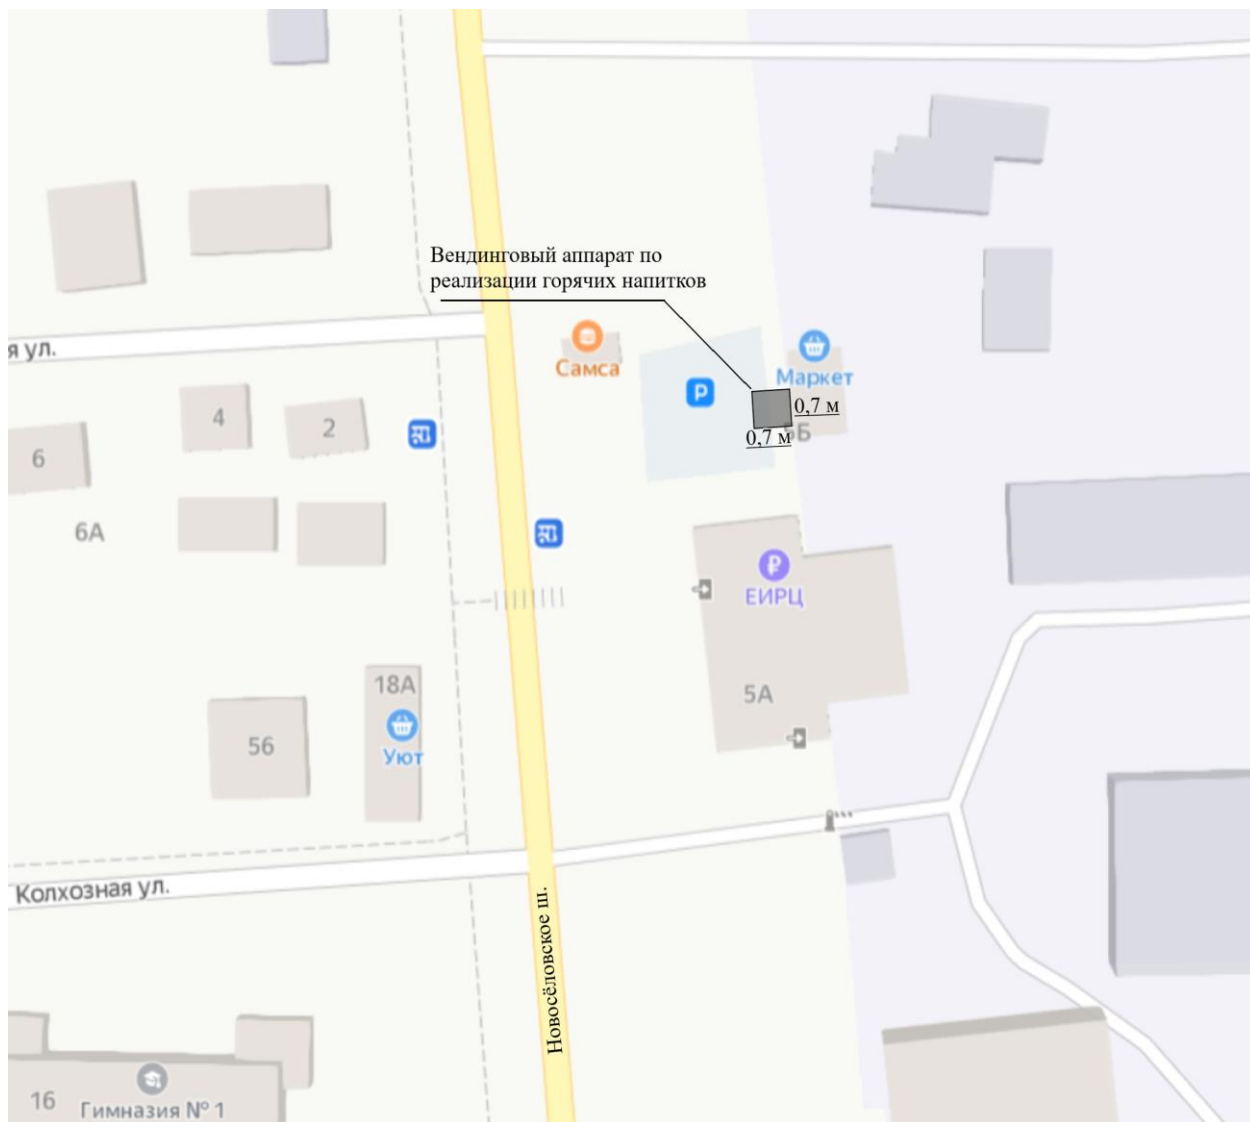 Вендинговый аппарат по
реализации горячих напитков
я ул.
Самса
Маркет
P
0,7 м
0,7 м
5Б
4
2
6
6А
₽
ЕИРЦ
5А
18А
56
Уют
Колхозная ул.
Новосёловское ш.
16
Гимназия № 1